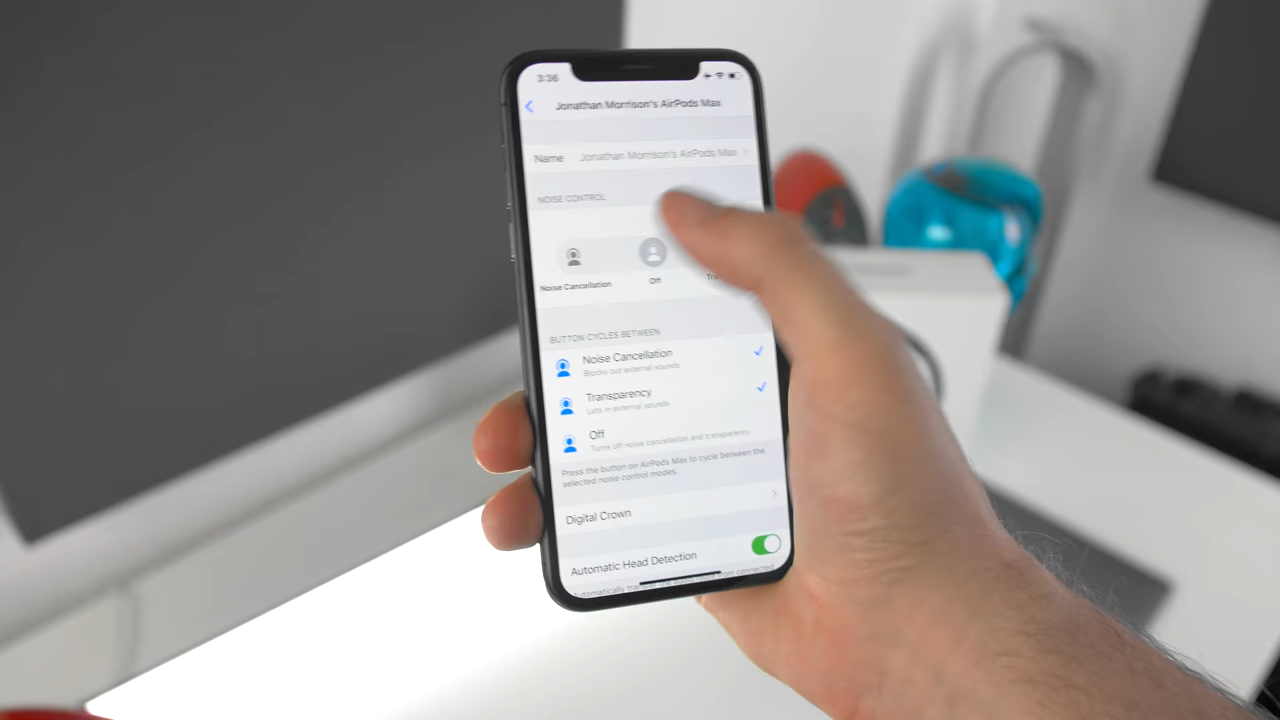 3:36
Jonathan Morrison's AirPods Max
Name Jonathan Morrison's AirPods Max
NOISE CONTROL
Noise Cancellation Off
BUTTON CYCLES BETWEEN
Noise Cancellation
Blocks out external sounds
Transparency
Lets in external sounds
Off
Turns off noise cancellation and transparency
Press the button on AirPods Max to cycle between the
selected noise control modes.
Digital Crown
Automatic Head Detection
Automatically connected